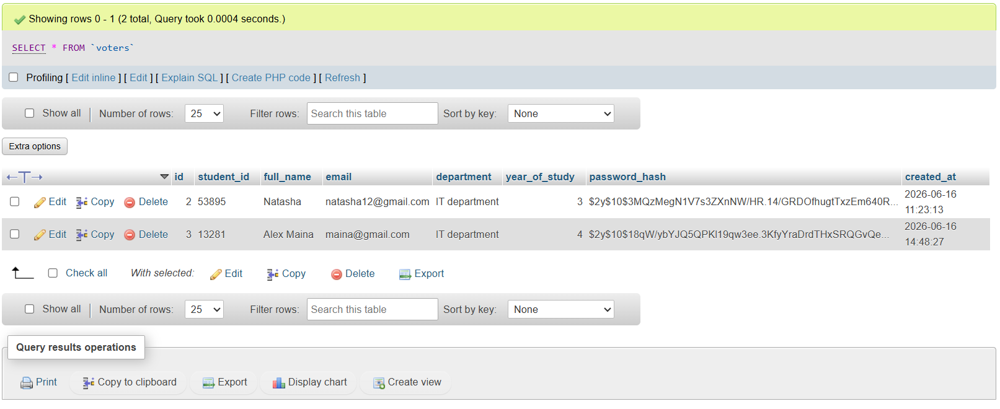 Showing rows 0 - 1 (2 total, Query took 0.0004 seconds.)
SELECT * FROM `voters`
Profiling [ Edit inline ] [ Edit ] [ Explain SQL ] [ Create PHP code ] [ Refresh ]
Show all Number of rows: 25 Filter rows: Search this table Sort by key: None
Extra options
id student_id full_name email department year_of_study password_hash created_at
Edit Copy Delete 2 53895 Natasha natasha12@gmail.com IT department 3 $2y$10$3MQzMegN1V7s3ZXnNW/HR.14/GRDOfhugtTxzEm640R... 2026-06-16
11:23:13
Edit Copy Delete 3 13281 Alex Maina maina@gmail.com IT department 4 $2y$10$18qW/ybYJQ5QPKl19qw3ee.3KfyYraDrdTHxSRQGvQe... 2026-06-16
14:48:27
Check all With selected: Edit Copy Delete Export
Show all Number of rows: 25 Filter rows: Search this table Sort by key: None
Query results operations
Print Copy to clipboard Export Display chart Create view